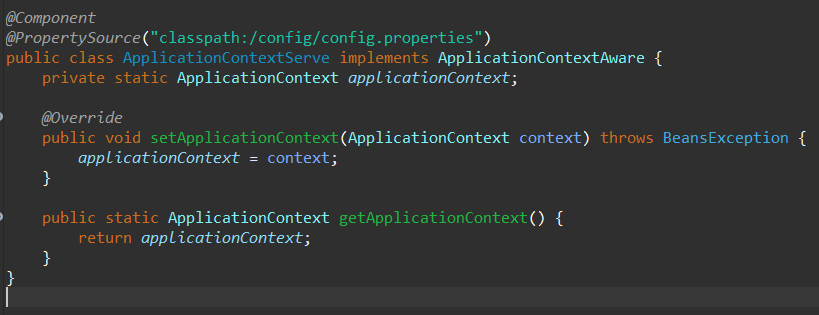 @Component
@PropertySource("classpath:/config/config.properties")
public class ApplicationContextServe implements ApplicationContextAware {
    private static ApplicationContext applicationContext;

    @Override
    public void setApplicationContext(ApplicationContext context) throws BeansException {
        applicationContext = context;
    }

    public static ApplicationContext getApplicationContext() {
        return applicationContext;
    }
}